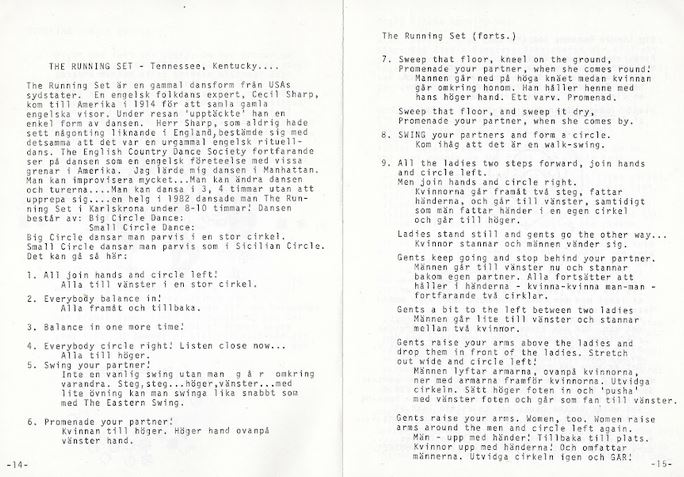 THE RUNNING SET - Tennessee, Kentucky....
The Running Set är en gammal dansform från USAs
sydstater. En engelsk folkdans expert, Cecil Sharp,
kom till Amerika i 1914 för att samla gamla
engelska visor. Under resan 'upptäckte' han en
enkel form av dansen. Herr Sharp, som aldrig hade
sett någonting liknande i England,bestämde sig med
detsamma att det var en urgammal engelsk rituell-
dans. The English Country Dance Society fortfarande
ser på dansen som en engelsk företeelse med vissa
grenar i Amerika. Jag lärde mig dansen i Manhattan.
Man kan improvisera mycket...Man kan ändra dansen
och turerna....Man kan dansa i 3, 4 timmar utan att
upprepa sig....en helg i 1982 dansade man The Run-
ning Set i Karlskrona under 8-10 timmar! Dansen
består av: Big Circle Dance:
Small Circle Dance:
Big Circle dansar man parvis i en stor cirkel.
Small Circle dansar man parvis som i Sicilian Circle.
Det kan gå så här:
1. All join hands and circle left!
Alla till vänster i en stor cirkel.
2. Everybody balance in!
Alla framåt och tillbaka.
3. Balance in one more time!
4. Everybody circle right! Listen close now...
Alla till höger.
5. Swing your partner!
Inte en vanlig swing utan man g å r omkring
varandra. Steg,steg...höger,vänster...med
lite övning kan man swinga lika snabbt som
med The Eastern Swing.
6. Promenade your partner!
Kvinnan till höger. Höger hand ovanpå
vänster hand.
-14-
The Running Set (forts.)
7. Sweep that floor, kneel on the ground,
Promenade your partner, when she comes round!
Mannen går ned på höga knäet medan kvinnan
går omkring honom. Han håller henne med
hans höger hand. Ett varv. Promenad.
Sweep that floor, and sweep it dry,
Promenade your partner, when she comes by.
8. SWING your partners and form a circle.
Kom ihåg att det är en walk-swing.
9. All the ladies two steps forward, join hands
and circle left.
Men join hands and circle right.
Kvinnorna går framåt två steg, fattar
händerna, och går till vänster, samtidigt
som män fattar händer i en egen cirkel
och går till höger.
Ladies stand still and gents go the other way...
Kvinnor stannar och männen vänder sig.
Gents keep going and stop behind your partner.
Männen går till vänster nu och stannar
bakom egen partner. Alla fortsätter att
håller i händerna - kvinna-kvinna man-man -
fortfarande två cirklar.
Gents a bit to the left between two ladies
Männen går lite till vänster och stannar
mellan två kvinnor.
Gents raise your arms above the ladies and
drop them in front of the ladies. Stretch
out wide and circle left!
Männen lyftar armarna, ovanpå kvinnorna,
ner med armarna framför kvinnorna. Utvidga
cirkeln. Sätt höger foten in och 'pusha'
med vänster foten och går som fan till vänster.
Gents raise your arms. Women, too. Women raise
arms around the men and circle left again.
Män - upp med händer! Tillbaka till plats.
Kvinnor upp med händerna! Och omfattar
männerna. Utvidga cirkeln igen och GÅR!
-15-